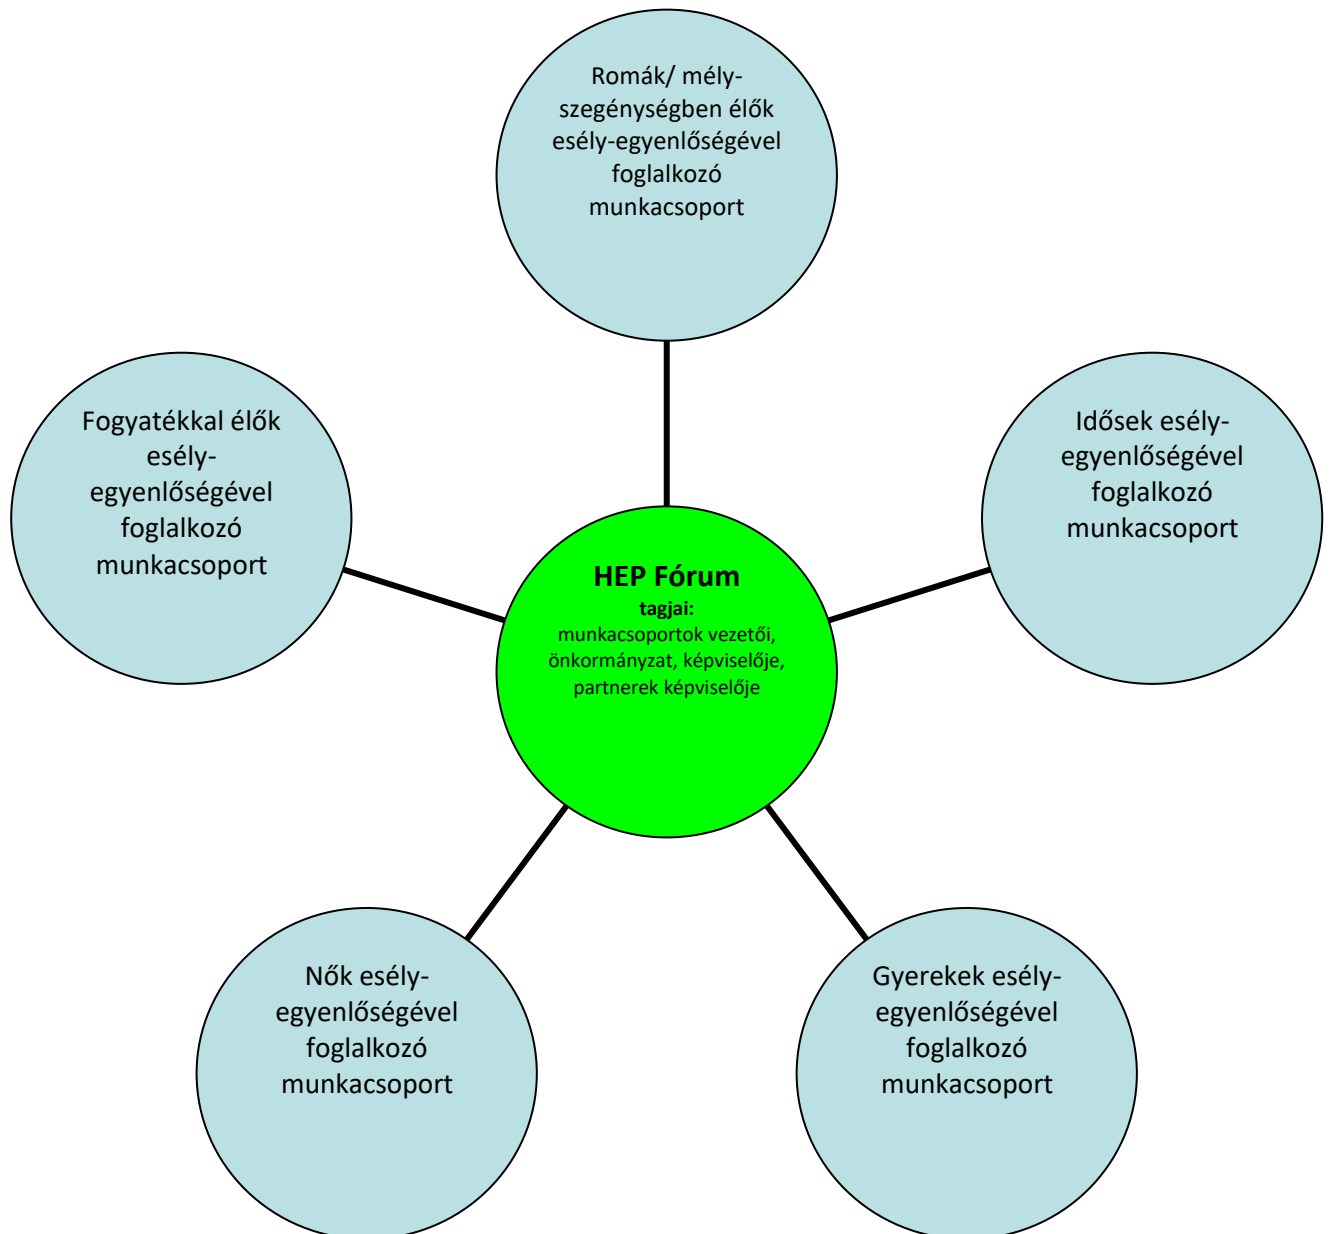 Romák/ mély-
szegénységben élők
esély-egyenlőségével
foglalkozó
munkacsoport
Fogyatékkal élők
esély-
egyenlőségével
foglalkozó
munkacsoport
Idősek esély-
egyenlőségével
foglalkozó
munkacsoport
HEP Fórum
tagjai:
munkacsoportok vezetői,
önkormányzat, képviselője,
partnerek képviselője
Nők esély-
egyenlőségével
foglalkozó
munkacsoport
Gyerekek esély-
egyenlőségével
foglalkozó
munkacsoport